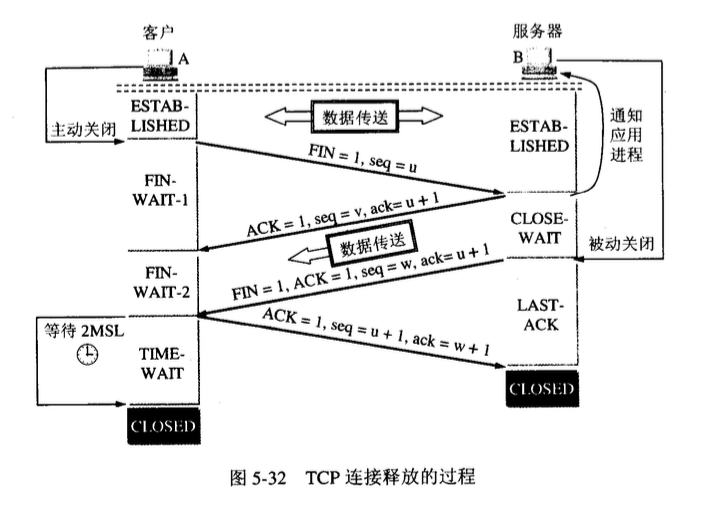 客户
A
服务器
B
主动关闭
ESTAB-
LISHED
数据传送
ESTAB-
LISHED
通知
应用
进程
FIN = 1, seq = u
FIN-
WAIT-1
ACK = 1, seq = v, ack= u + 1
CLOSE-
WAIT
数据传送
被动关闭
FIN-
WAIT-2
FIN = 1, ACK = 1, seq = w, ack= u + 1
LAST-
ACK
等待 2MSL
ACK = 1, seq = u + 1, ack = w + 1
TIME-
WAIT
CLOSED
CLOSED
图 5-32 TCP 连接释放的过程